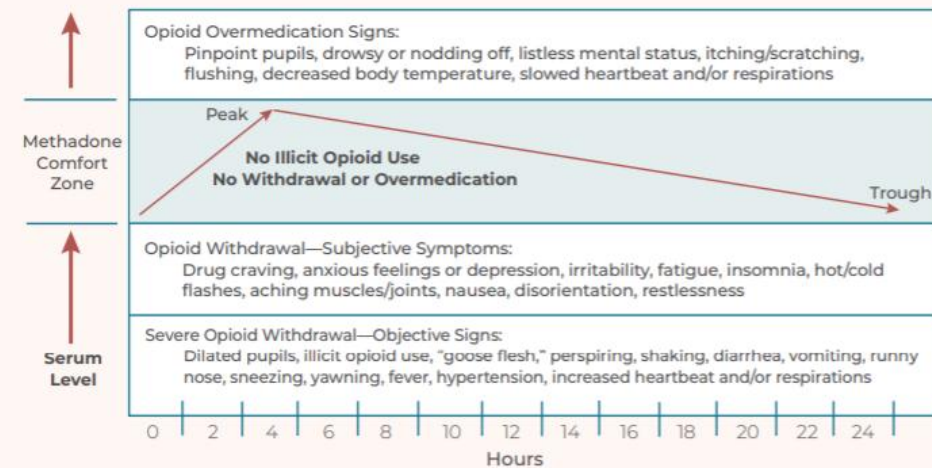 Opioid Overmedication Signs:
Pinpoint pupils, drowsy or nodding off, listless mental status, itching/scratching,
flushing, decreased body temperature, slowed heartbeat and/or respirations
Methadone
Comfort
Zone
Peak
No Illicit Opioid Use
No Withdrawal or Overmedication
Trough
Opioid Withdrawal—Subjective Symptoms:
Drug craving, anxious feelings or depression, irritability, fatigue, insomnia, hot/cold
flashes, aching muscles/joints, nausea, disorientation, restlessness
Serum
Level
Severe Opioid Withdrawal—Objective Signs:
Dilated pupils, illicit opioid use, "goose flesh," perspiring, shaking, diarrhea, vomiting, runny
nose, sneezing, yawning, fever, hypertension, increased heartbeat and/or respirations
0 2 4 6 8 10 12 14 16 18 20 22 24
Hours